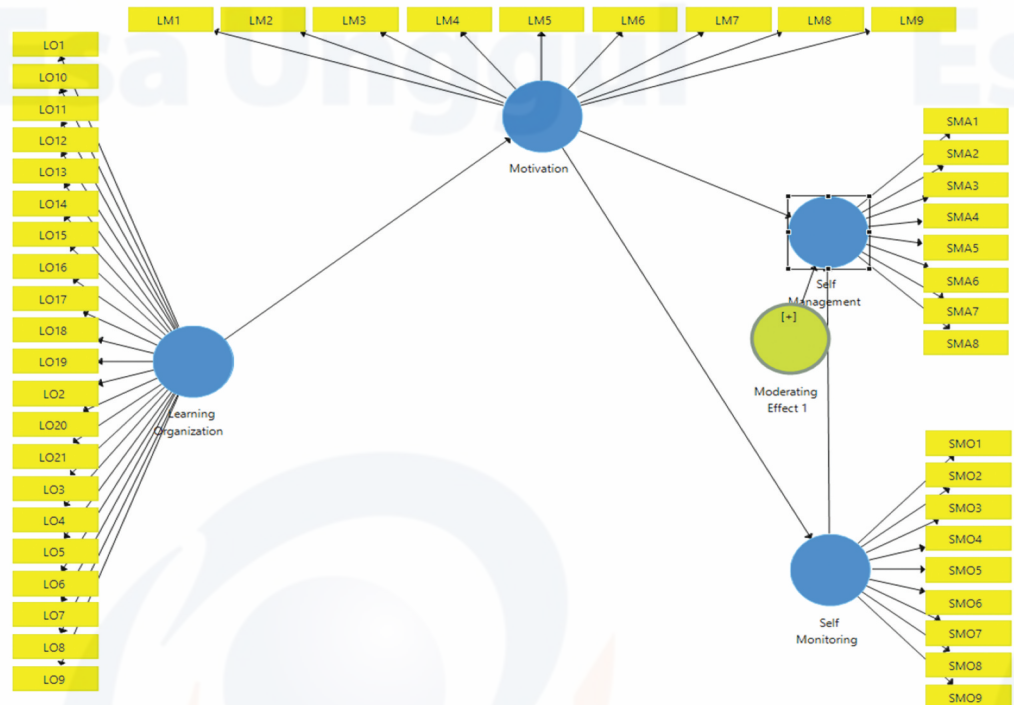 LM1 LM2 LM3 LM4 LM5 LM6 LM7 LM8 LM9
LO1
LO10
LO11
LO12
LO13
LO14
LO15
LO16
LO17
LO18
LO19
LO2
LO20
LO21
LO3
LO4
LO5
LO6
LO7
LO8
LO9
Learning
Organization
Motivation
Self
Management
[+]
Moderating
Effect 1
Self
Monitoring
SMA1
SMA2
SMA3
SMA4
SMA5
SMA6
SMA7
SMA8
SMO1
SMO2
SMO3
SMO4
SMO5
SMO6
SMO7
SMO8
SMO9
Esa Unggul
Es